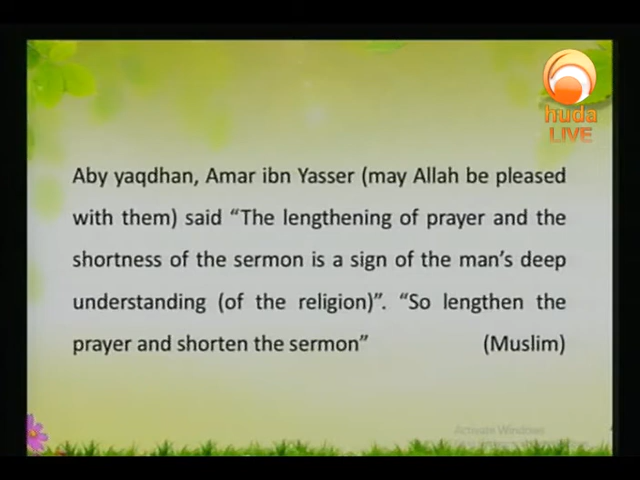 huda
LIVE
Aby yaqdhan, Amar ibn Yasser (may Allah be pleased
with them) said “The lengthening of prayer and the
shortness of the sermon is a sign of the man’s deep
understanding (of the religion)”. “So lengthen the
prayer and shorten the sermon” (Muslim)
Activate Windows